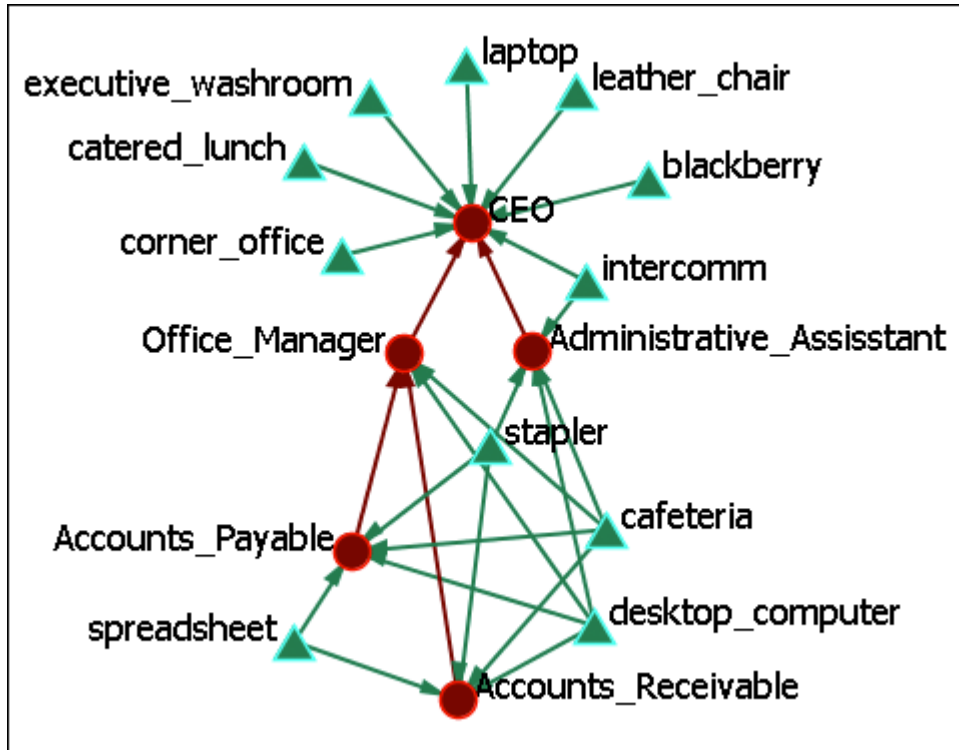 laptop
executive_washroom
leather_chair
catered_lunch
blackberry
CEO
corner_office
intercomm
Office_Manager
Administrative_Assisstant
stapler
cafeteria
Accounts_Payable
desktop_computer
spreadsheet
Accounts_Receivable